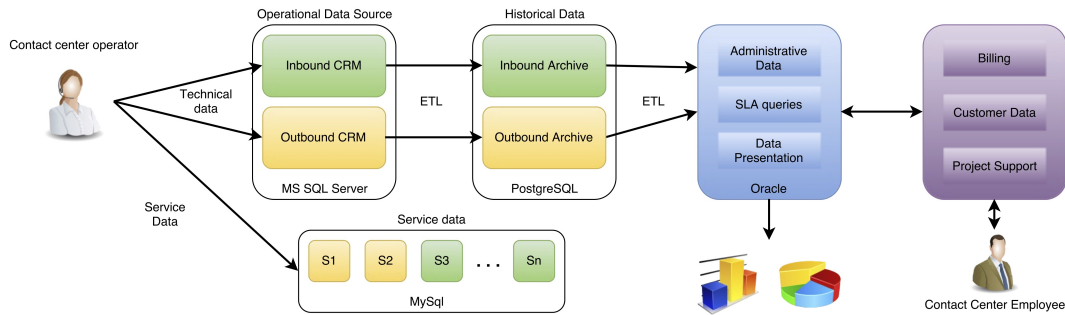 Operational Data Source
Historical Data
Contact center operator
Inbound CRM
Inbound Archive
Administrative
Data
Billing
Technical
data
ETL
ETL
SLA queries
Customer Data
Outbound CRM
Outbound Archive
Data
Presentation
Project Support
MS SQL Server
PostgreSQL
Oracle
Service
Data
Service data
S1
S2
S3
...
Sn
MySql
Contact Center Employee